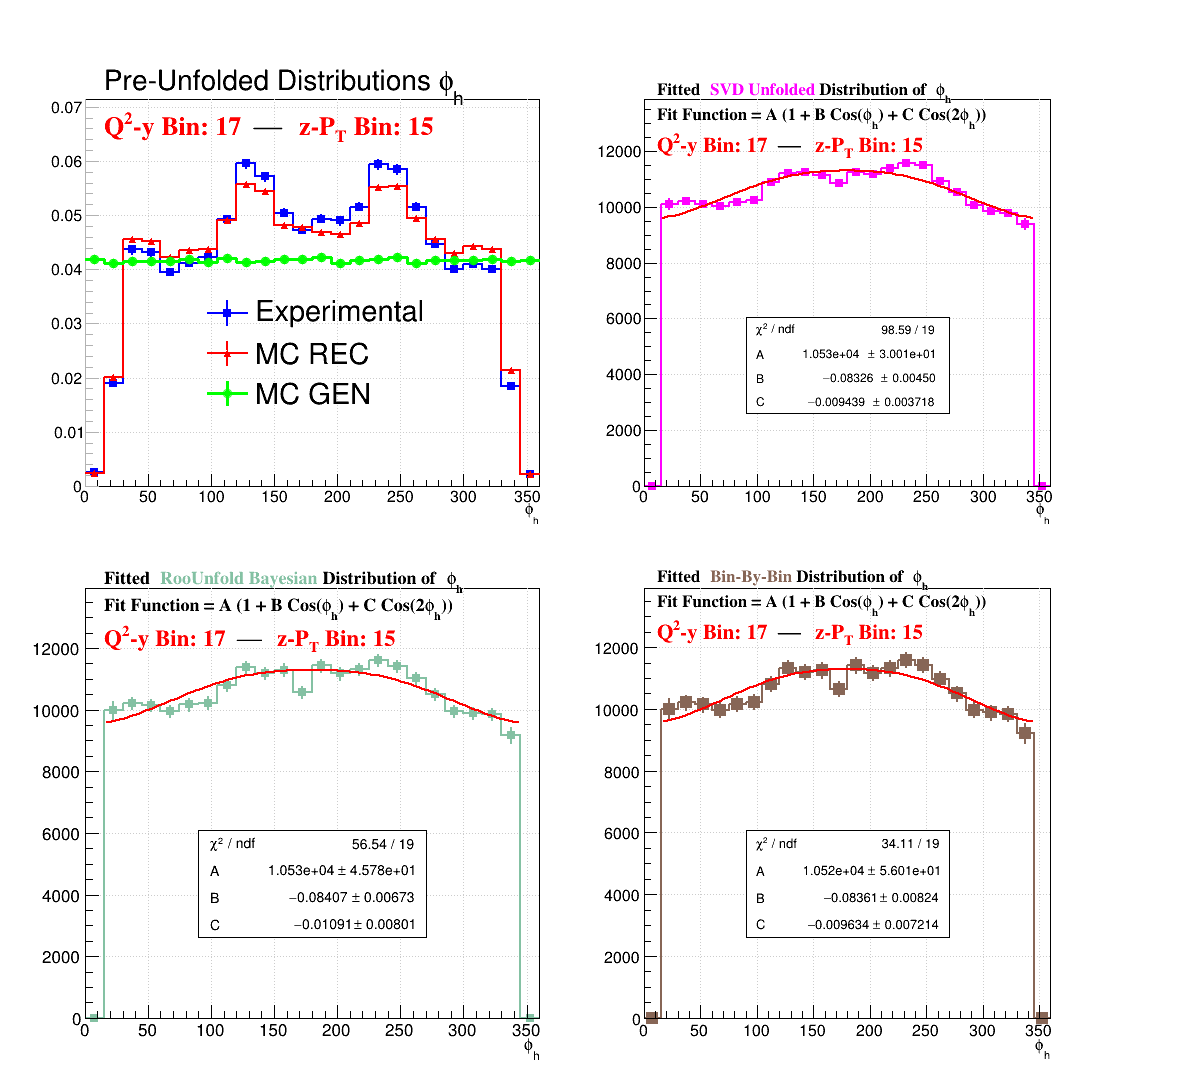 Pre-Unfolded Distributions ϕh
Q²-y Bin: 17 — z-PT Bin: 15
0.07
0.06
0.05
0.04
0.03
0.02
0.01
0
Experimental
MC REC
MC GEN
0 50 100 150 200 250 300 350
ϕh
Fitted SVD Unfolded Distribution of ϕh
Fit Function = A (1 + B Cos(ϕh) + C Cos(2ϕh))
Q²-y Bin: 17 — z-PT Bin: 15
12000
10000
8000
6000
4000
2000
0
χ² / ndf 98.59 / 19
A 1.053e+04 ± 3.001e+01
B −0.08326 ± 0.00450
C −0.009439 ± 0.003718
0 50 100 150 200 250 300 350
ϕh
Fitted RooUnfold Bayesian Distribution of ϕh
Fit Function = A (1 + B Cos(ϕh) + C Cos(2ϕh))
Q²-y Bin: 17 — z-PT Bin: 15
12000
10000
8000
6000
4000
2000
0
χ² / ndf 56.54 / 19
A 1.053e+04 ± 4.578e+01
B −0.08407 ± 0.00673
C −0.01091 ± 0.00801
0 50 100 150 200 250 300 350
ϕh
Fitted Bin-By-Bin Distribution of ϕh
Fit Function = A (1 + B Cos(ϕh) + C Cos(2ϕh))
Q²-y Bin: 17 — z-PT Bin: 15
12000
10000
8000
6000
4000
2000
0
χ² / ndf 34.11 / 19
A 1.052e+04 ± 5.601e+01
B −0.08361 ± 0.00824
C −0.009634 ± 0.007214
0 50 100 150 200 250 300 350
ϕh